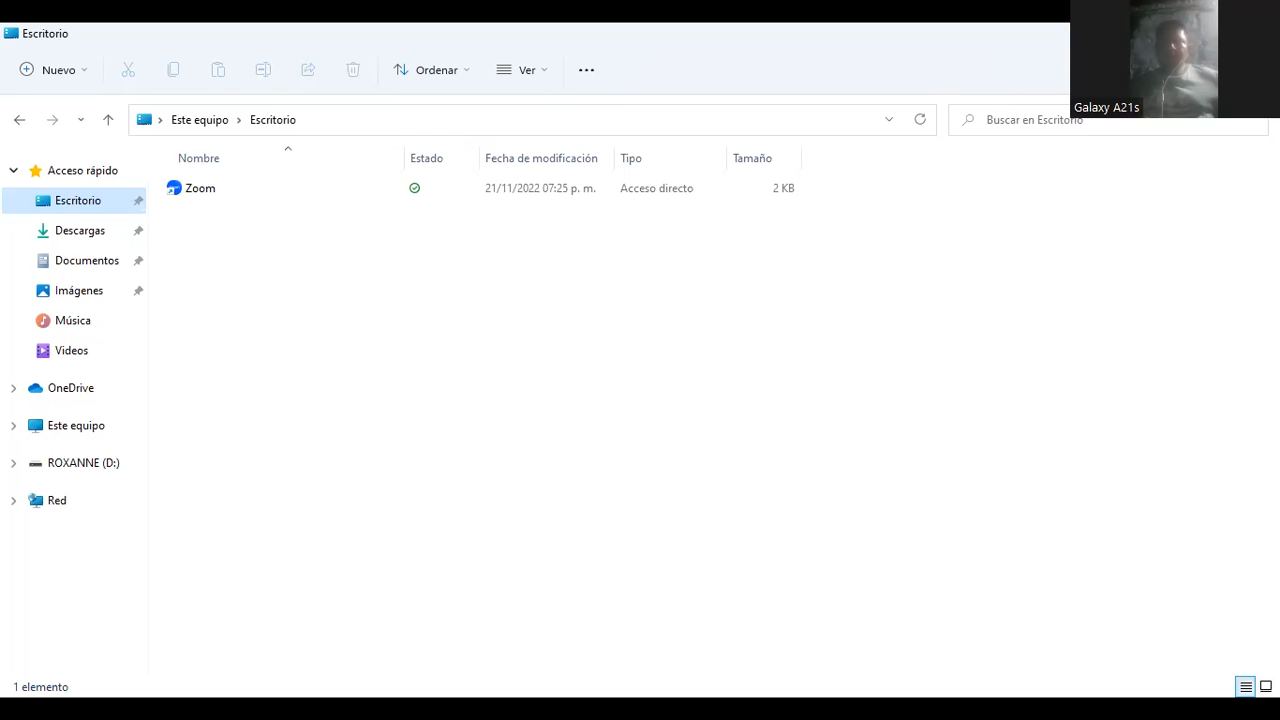 Escritorio
Nuevo Ordenar Ver
Galaxy A21s
Este equipo Escritorio Buscar en Escritorio
Nombre Estado Fecha de modificación Tipo Tamaño
Zoom 21/11/2022 07:25 p. m. Acceso directo 2 KB
Acceso rápido
Escritorio
Descargas
Documentos
Imágenes
Música
Videos
OneDrive
Este equipo
ROXANNE (D:)
Red
1 elemento